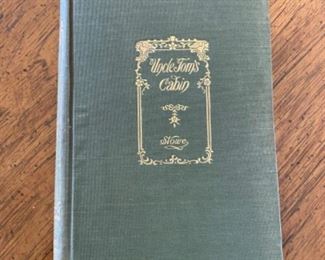 Uncle Tom's
Cabin
Stowe